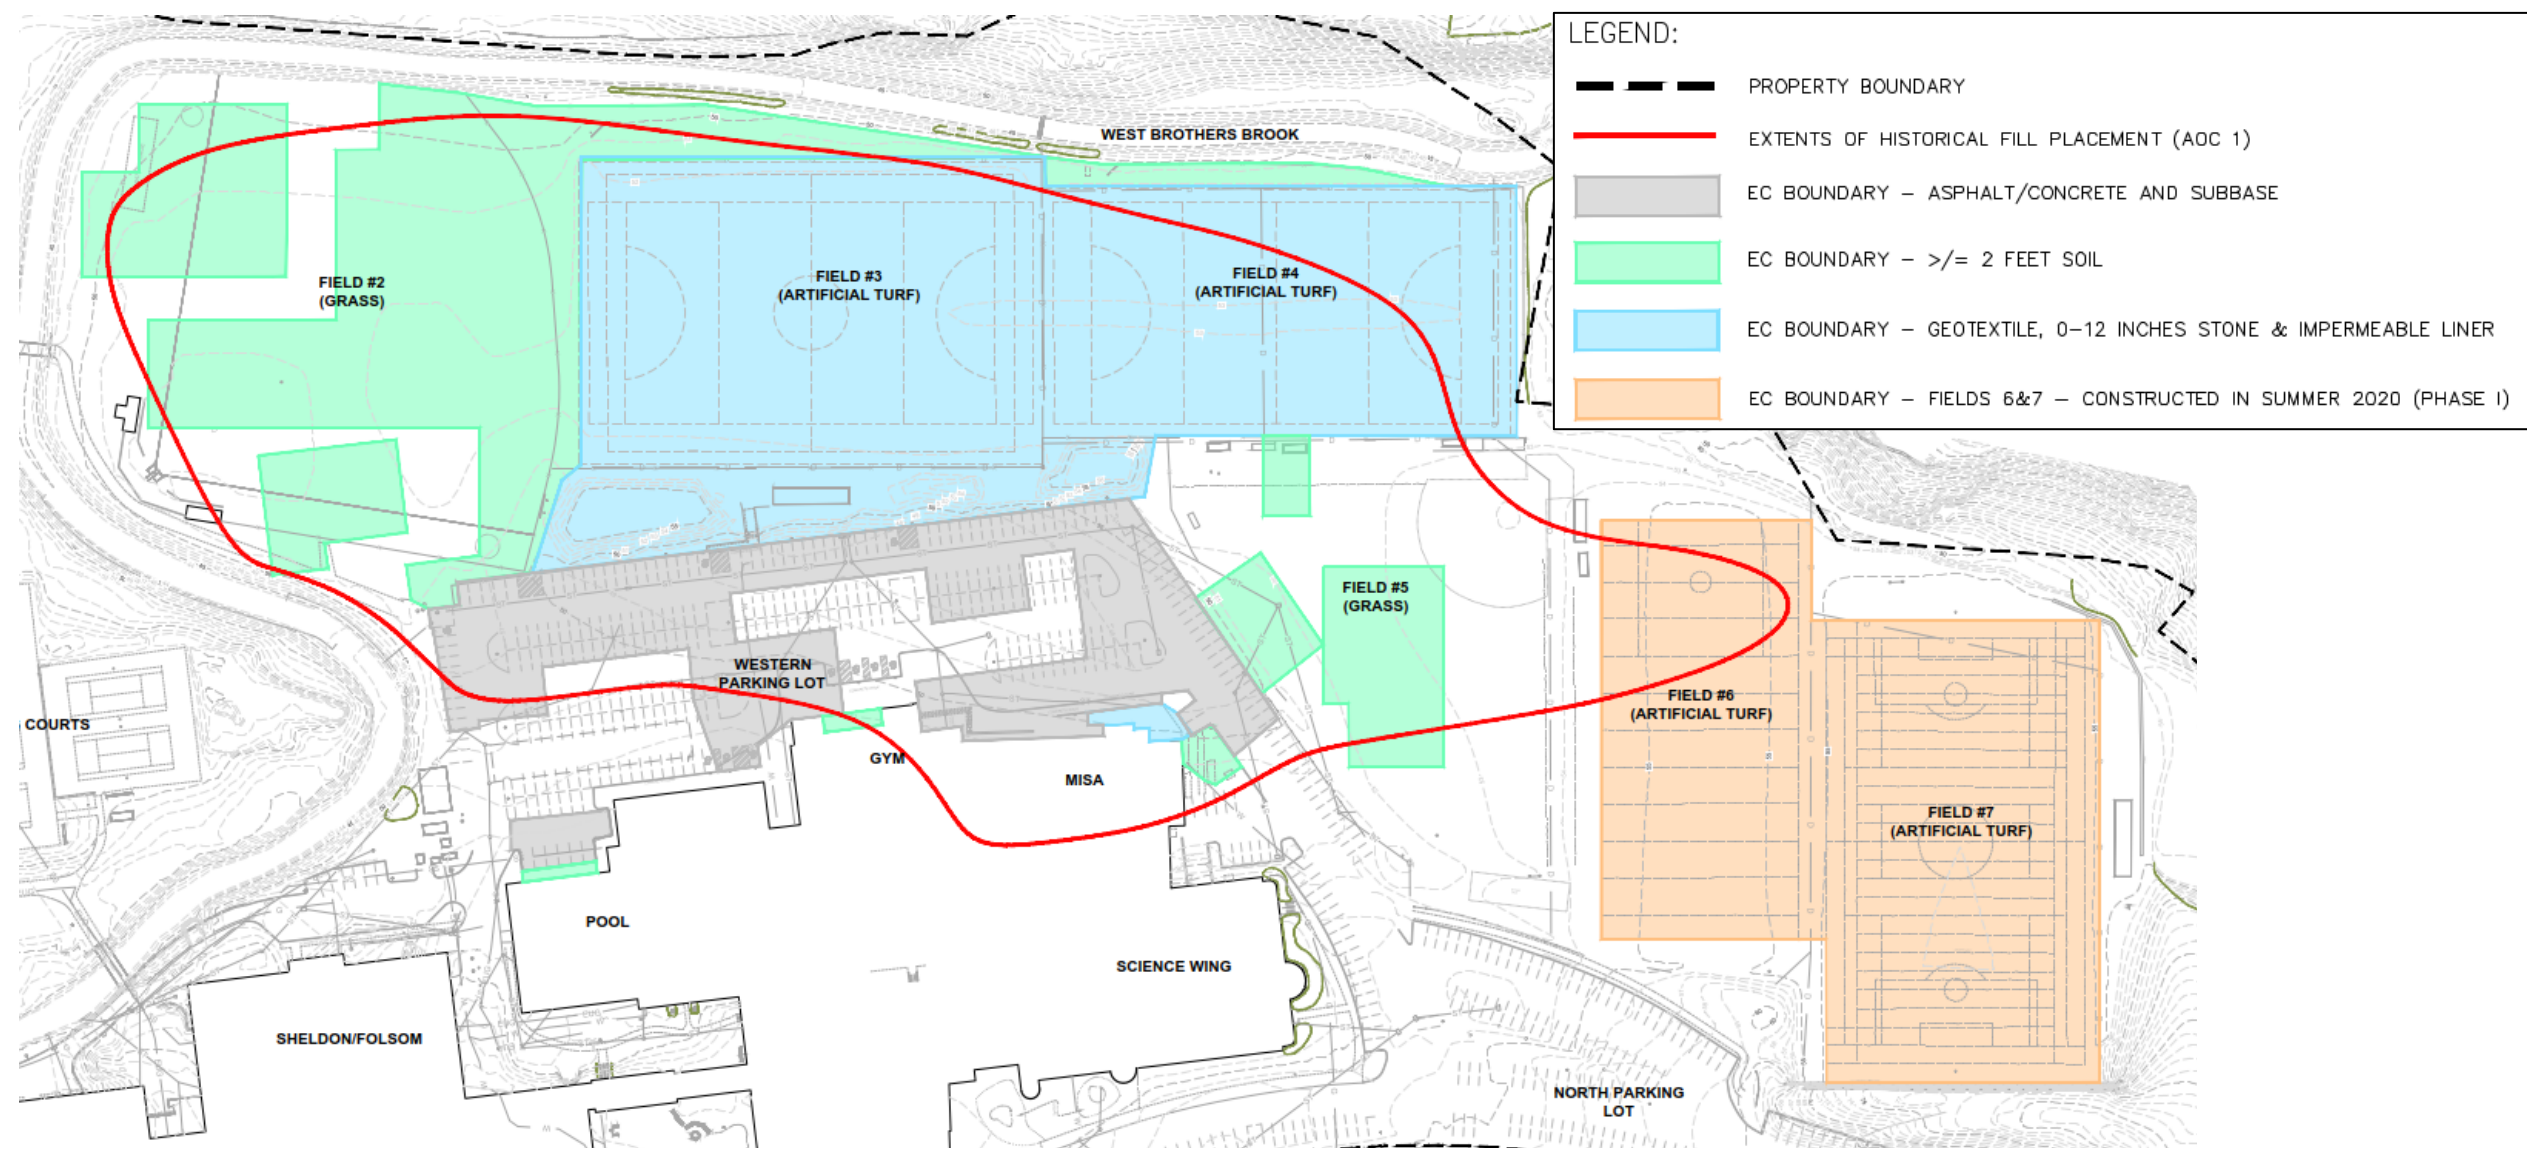 LEGEND:
PROPERTY BOUNDARY
EXTENTS OF HISTORICAL FILL PLACEMENT (AOC 1)
EC BOUNDARY – ASPHALT/CONCRETE AND SUBBASE
EC BOUNDARY – >/= 2 FEET SOIL
EC BOUNDARY – GEOTEXTILE, 0–12 INCHES STONE & IMPERMEABLE LINER
EC BOUNDARY – FIELDS 6&7 – CONSTRUCTED IN SUMMER 2020 (PHASE I)
WEST BROTHERS BROOK
FIELD #2
(GRASS)
FIELD #3
(ARTIFICIAL TURF)
FIELD #4
(ARTIFICIAL TURF)
FIELD #5
(GRASS)
WESTERN
PARKING LOT
FIELD #6
(ARTIFICIAL TURF)
COURTS
GYM
MISA
FIELD #7
(ARTIFICIAL TURF)
POOL
SCIENCE WING
SHELDON/FOLSOM
NORTH PARKING
LOT